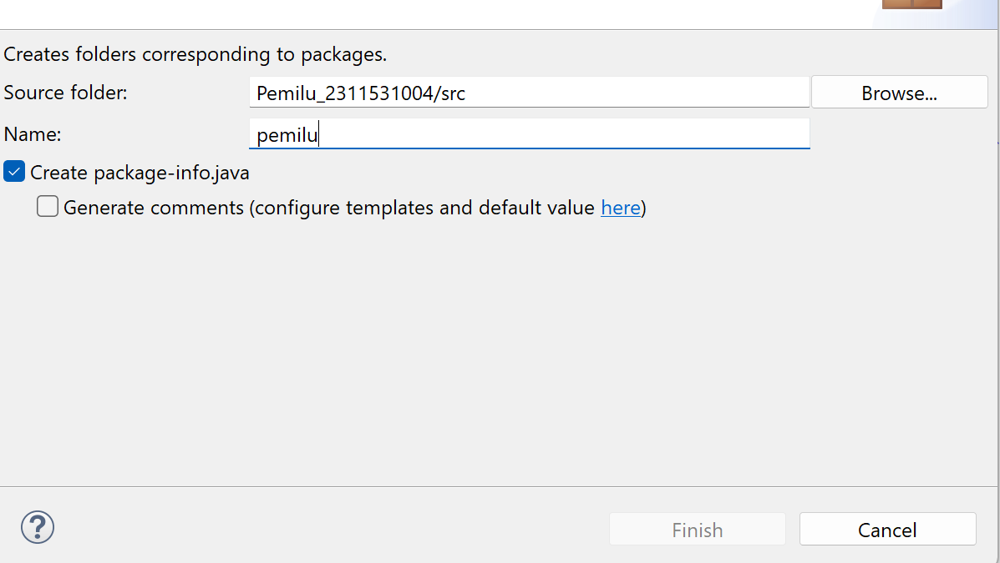 Creates folders corresponding to packages.
Source folder: Pemilu_2311531004/src Browse...
Name: pemilu
Create package-info.java
Generate comments (configure templates and default value here)
? Finish Cancel